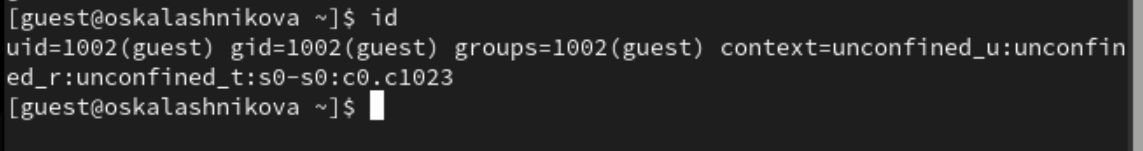 [guest@oskalashnikova ~]$ id
uid=1002(guest) gid=1002(guest) groups=1002(guest) context=unconfined_u:unconfin
ed_r:unconfined_t:s0-s0:c0.c1023
[guest@oskalashnikova ~]$